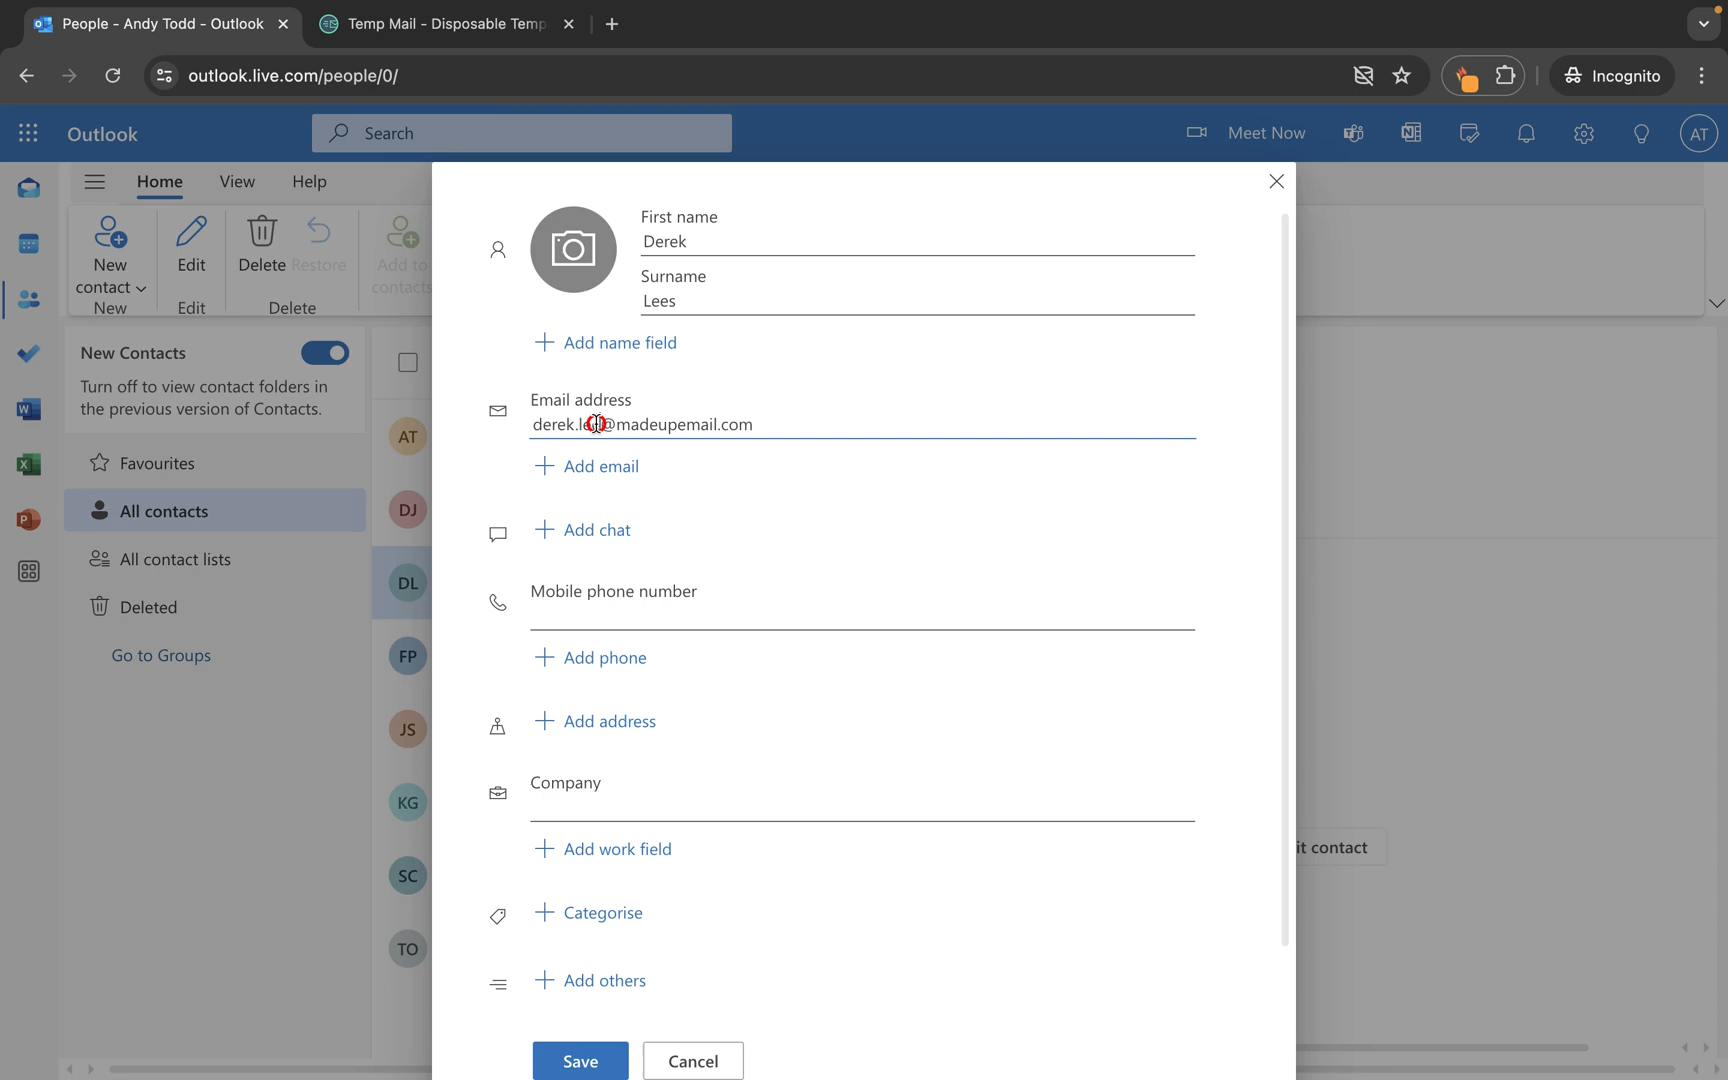 People - Andy Todd - Outlook
Temp Mail - Disposable Temp
outlook.live.com/people/0/
Incognito
Outlook
Search
Meet Now
AT
Home
View
Help
New contact
Edit
Delete
Restore
Add to contacts
New
Edit
Delete
New Contacts
Turn off to view contact folders in
the previous version of Contacts.
Favourites
All contacts
All contact lists
Deleted
Go to Groups
AT
DJ
DL
FP
JS
KG
SC
TO
First name
Derek
Surname
Lees
Add name field
Email address
@madeupemail.com
Add email
Add chat
Mobile phone number
Add phone
Add address
Company
Add work field
Categorise
Add others
Save
Cancel
it contact